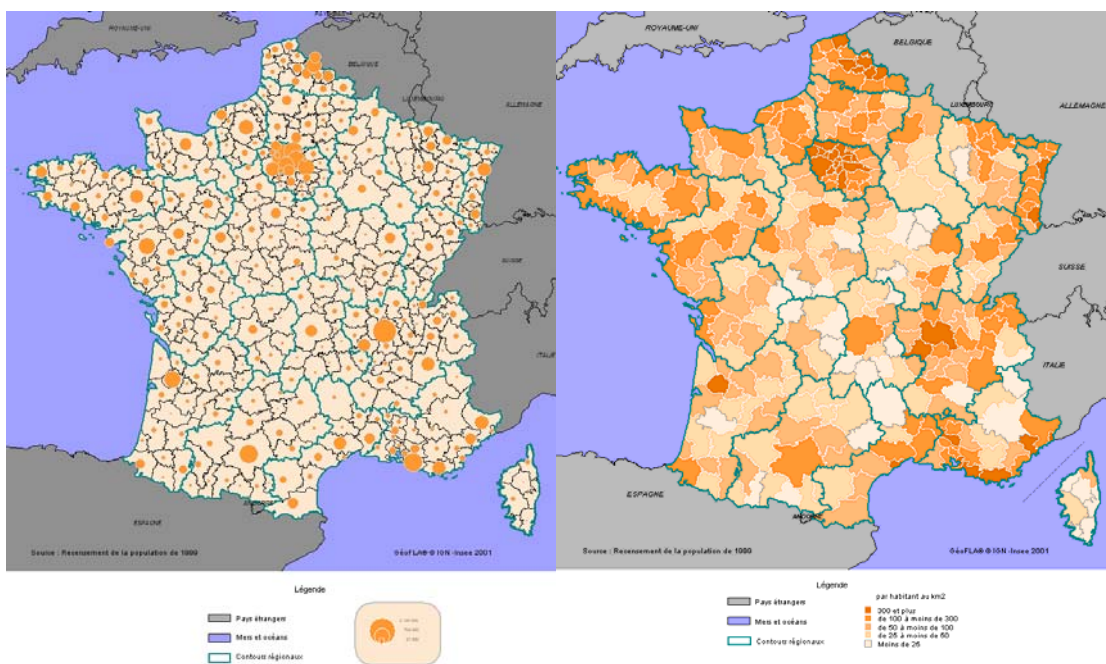 ROYAUME-UNI
BELGIQUE
LUXEMBOURG
ALLEMAGNE
SUISSE
ITALIE
ESPAGNE
Source : Recensement de la population de 1999
GéoFLA® © IGN -Insee 2001
Légende
Pays étrangers
Mers et océans
Contours régionaux
ROYAUME-UNI
BELGIQUE
LUXEMBOURG
ALLEMAGNE
SUISSE
ITALIE
ESPAGNE
ANDORRE
Source : Recensement de la population de 1999
GéoFLA® © IGN -Insee 2001
Légende
Pays étrangers
Mers et océans
Contours régionaux
par habitant au km2
300 et plus
de 100 à moins de 300
de 50 à moins de 100
de 25 à moins de 50
Moins de 25